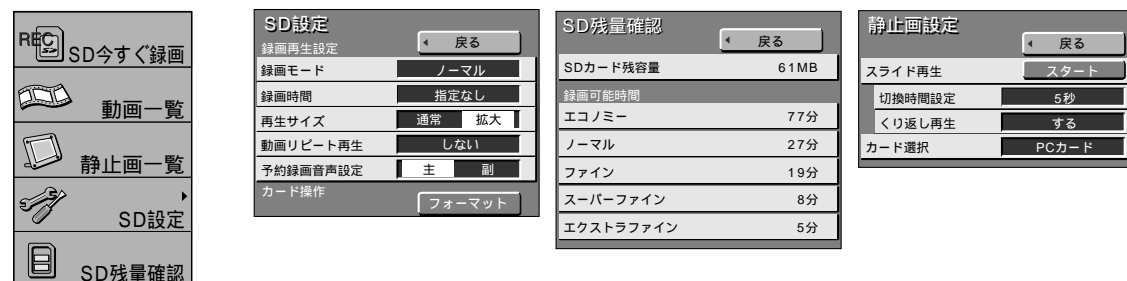 REC SD今すぐ録画
動画一覧
静止画一覧
SD設定
SD残量確認
SD設定
録画再生設定 戻る
録画モード ノーマル
録画時間 指定なし
再生サイズ 通常 拡大
動画リピート再生 しない
予約録画音声設定 主 副
カード操作
フォーマット
SD残量確認
戻る
SDカード残容量 61MB
録画可能時間
エコノミー 77分
ノーマル 27分
ファイン 19分
スーパーファイン 8分
エクストラファイン 5分
静止画設定
戻る
スライド再生 スタート
切換時間設定 5秒
くり返し再生 する
カード選択 PCカード